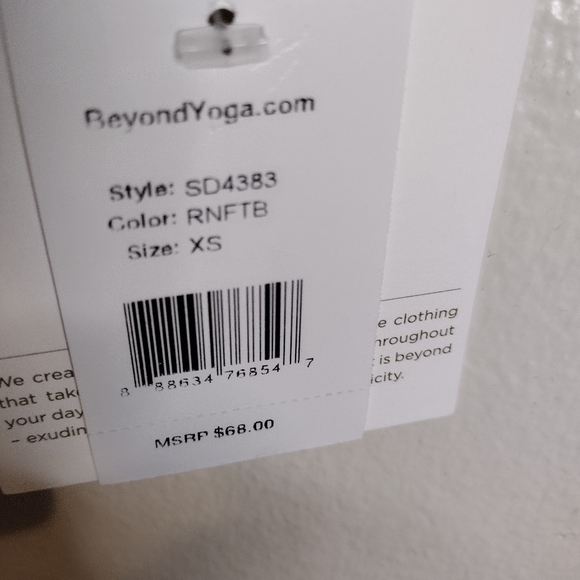 BeyondYoga.com
Style: SD4383
Color: RNFTB
Size: XS
8 88634 76854 7
MSRP $68.00
We crea
that tak
your day
– exudin
e clothing
hroughout
t is beyond
icity.